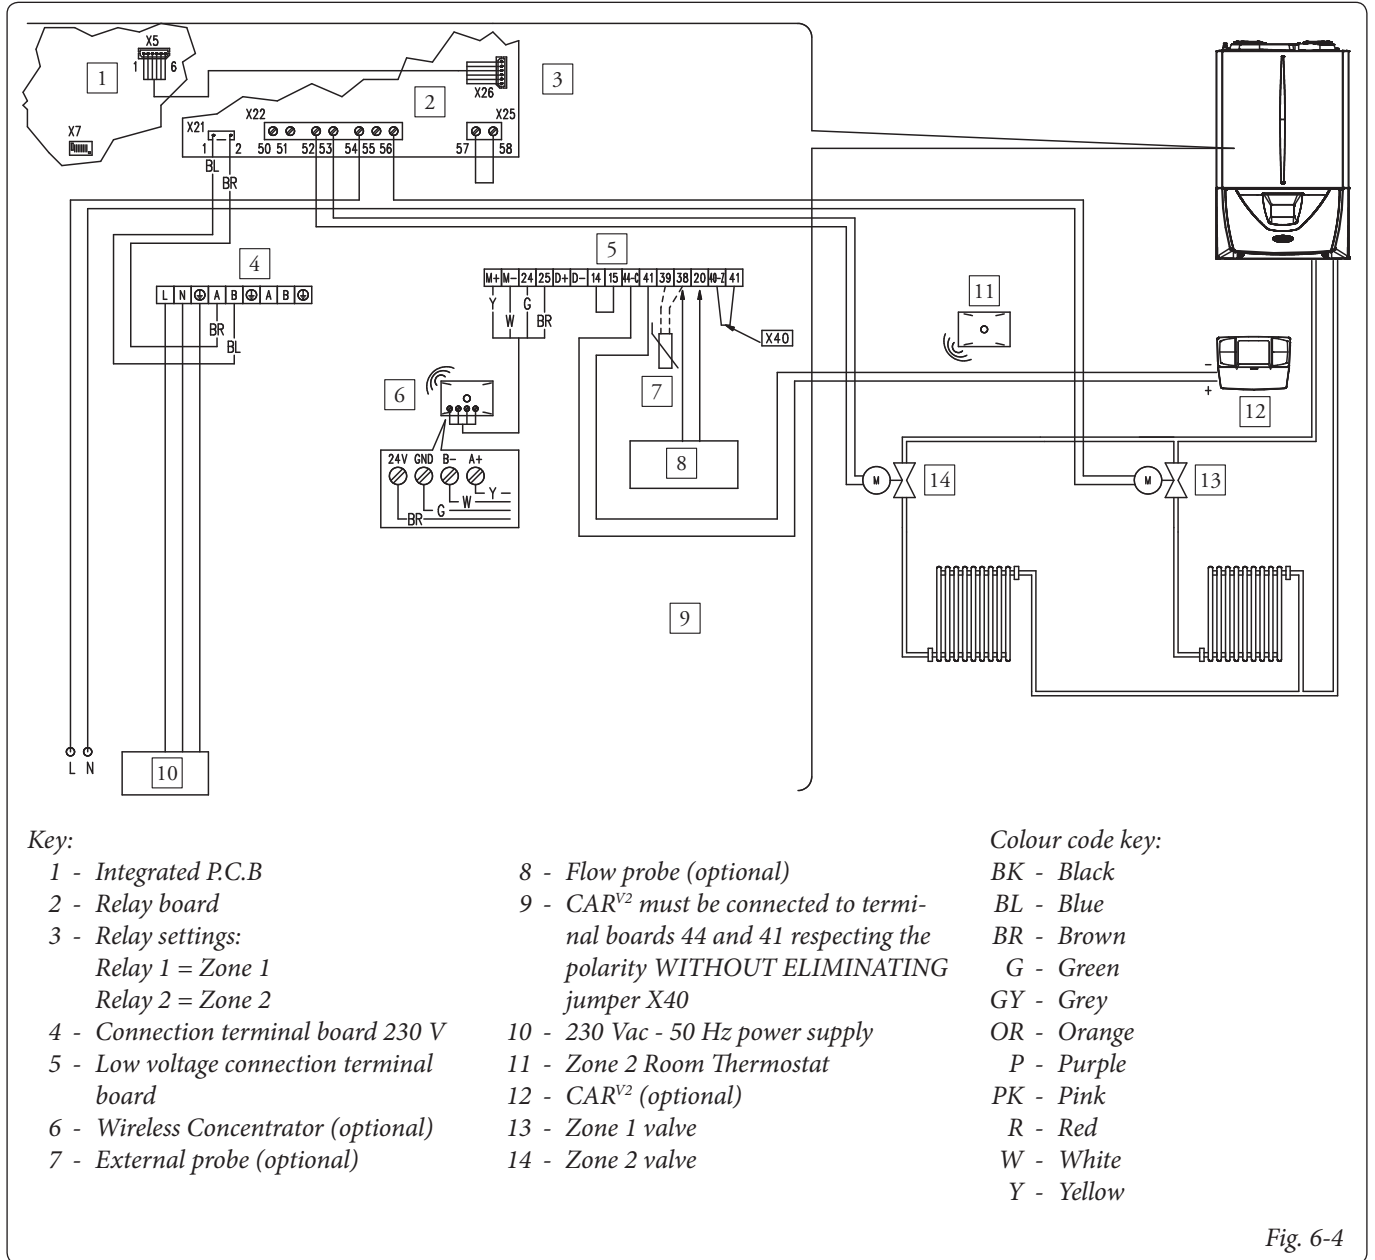 X5
1 6
1
X7
X26
3
2
X21
X22
X25
1 2
50 51 52 53 54 55 56
57 58
BL
BR
4
L N A B A B
BR
BL
5
M+ M- 24 25 D+ D- 14 15 44-C 41 39 38 20 40-Z 41
Y
G
W
BR
X40
11
6
7
-
+
12
24V GND B- A+
Y
W
G
BR
8
M
14
M
13
9
L N
10
Key:
1 - Integrated P.C.B
2 - Relay board
3 - Relay settings:
Relay 1 = Zone 1
Relay 2 = Zone 2
4 - Connection terminal board 230 V
5 - Low voltage connection terminal
board
6 - Wireless Concentrator (optional)
7 - External probe (optional)
8 - Flow probe (optional)
9 - CARV2 must be connected to termi-
nal boards 44 and 41 respecting the
polarity WITHOUT ELIMINATING
jumper X40
10 - 230 Vac - 50 Hz power supply
11 - Zone 2 Room Thermostat
12 - CARV2 (optional)
13 - Zone 1 valve
14 - Zone 2 valve
Colour code key:
BK - Black
BL - Blue
BR - Brown
G - Green
GY - Grey
OR - Orange
P - Purple
PK - Pink
R - Red
W - White
Y - Yellow
Fig. 6-4